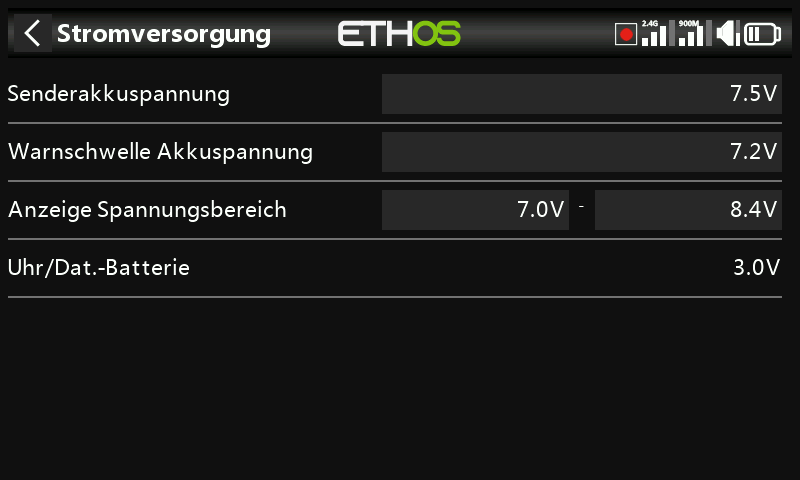 Stromversorgung ETHOS 2.4G 900M
Senderakkuspannung 7.5V
Warnschwelle Akkuspannung 7.2V
Anzeige Spannungsbereich 7.0V - 8.4V
Uhr/Dat.-Batterie 3.0V